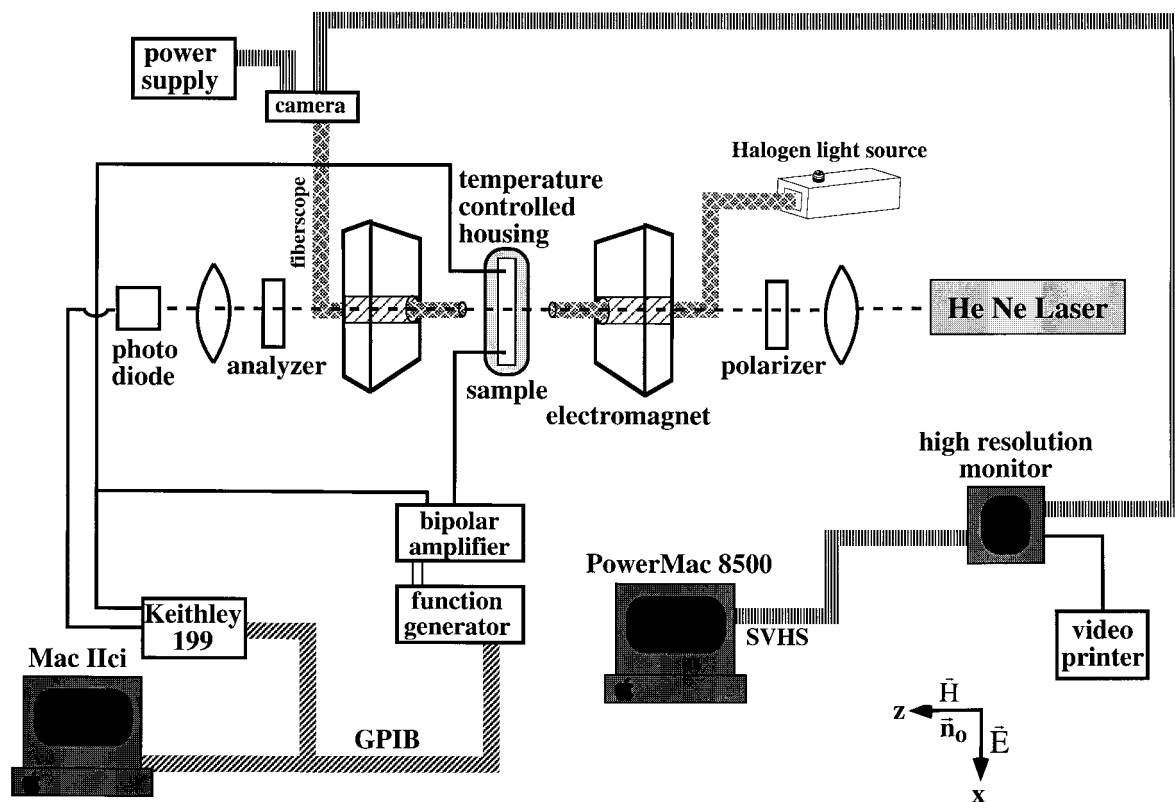 power
supply
camera
fiberscope
temperature
controlled
housing
Halogen light source
He Ne Laser
photo
diode
analyzer
sample
electromagnet
polarizer
high resolution
monitor
bipolar
amplifier
function
generator
PowerMac 8500
SVHS
video
printer
Keithley
199
Mac IIci
GPIB
H⃗
z
n⃗ₒ
E⃗
x